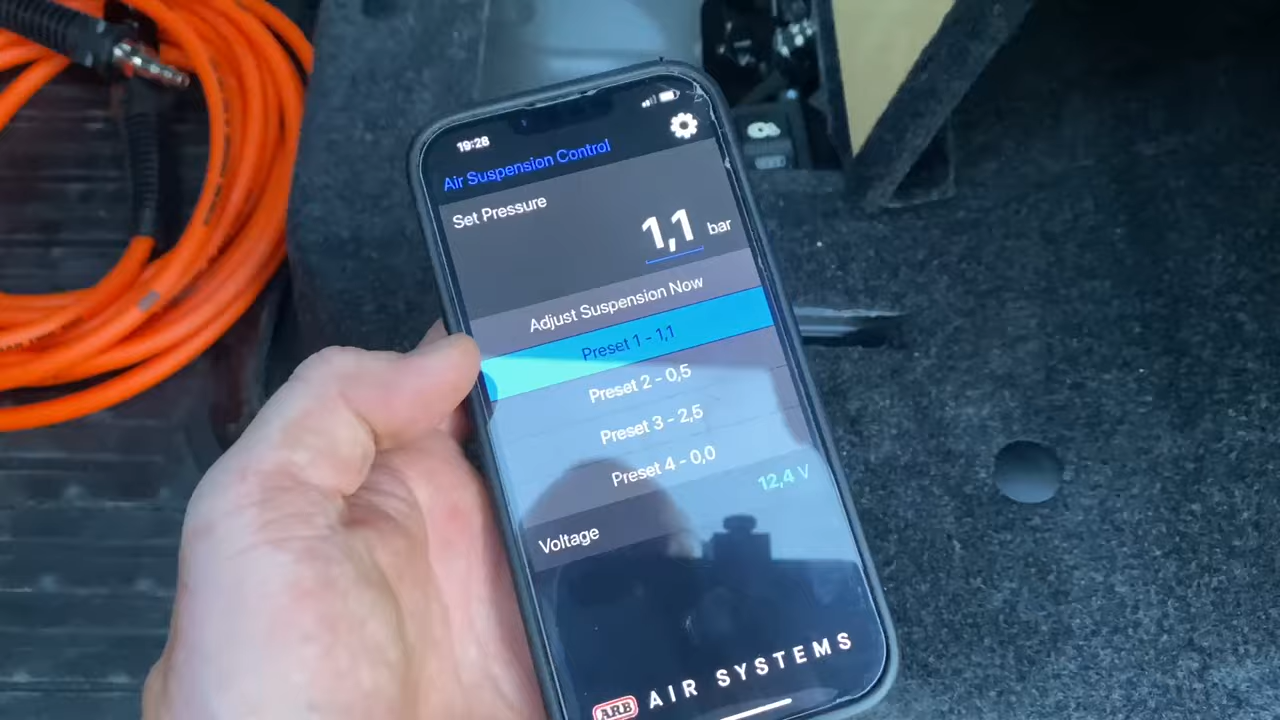 19:28
Air Suspension Control
Set Pressure
1,1 bar
Adjust Suspension Now
Preset 1 - 1,1
Preset 2 - 0,5
Preset 3 - 2,5
Preset 4 - 0,0
12,4 V
Voltage
ARB AIR SYSTEMS